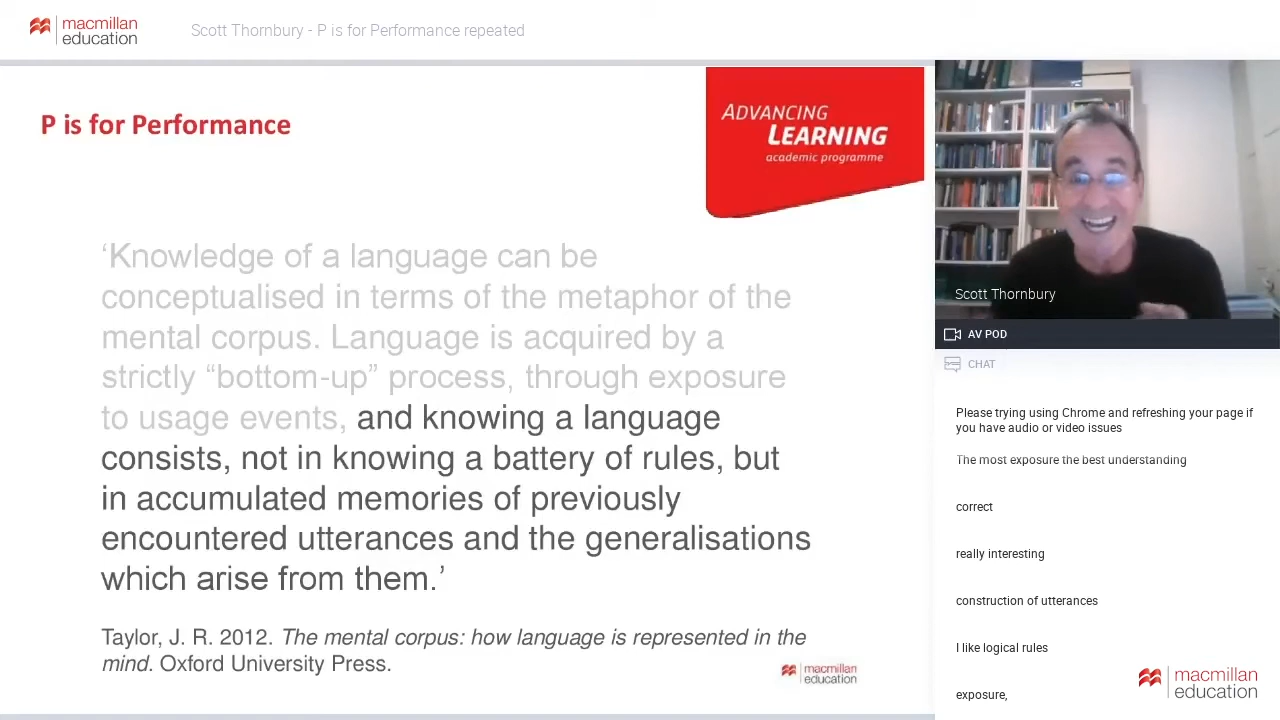 macmillan
education
Scott Thornbury - P is for Performance repeated
P is for Performance
ADVANCING
LEARNING
academic programme
‘Knowledge of a language can be
conceptualised in terms of the metaphor of the
mental corpus. Language is acquired by a
strictly “bottom-up” process, through exposure
to usage events, and knowing a language
consists, not in knowing a battery of rules, but
in accumulated memories of previously
encountered utterances and the generalisations
which arise from them.’
Taylor, J. R. 2012. The mental corpus: how language is represented in the
mind. Oxford University Press.
macmillan
education
Scott Thornbury
AV POD
CHAT
Please trying using Chrome and refreshing your page if
you have audio or video issues
The most exposure the best understanding
correct
really interesting
construction of utterances
I like logical rules
exposure,
macmillan
education